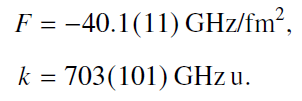 F = −40.1(11) GHz/fm²,
k = 703(101) GHz u.